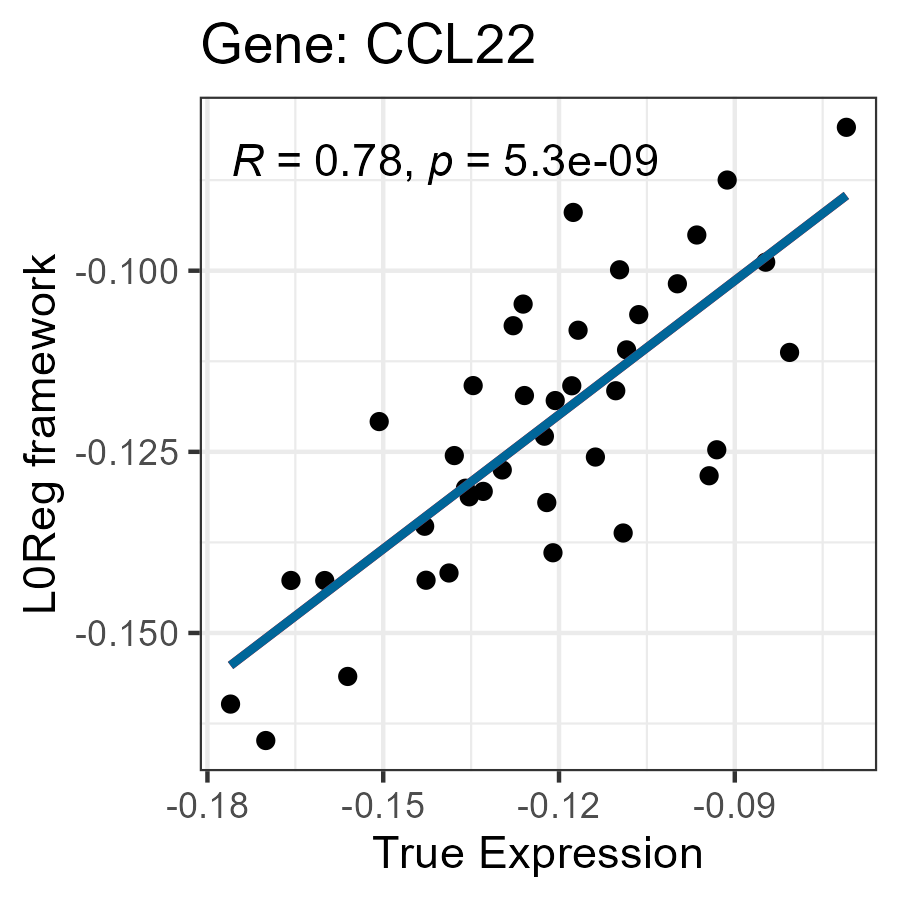 Gene: CCL22
R = 0.78, p = 5.3e-09
L0Reg framework
-0.100
-0.125
-0.150
-0.18
-0.15
-0.12
-0.09
True Expression